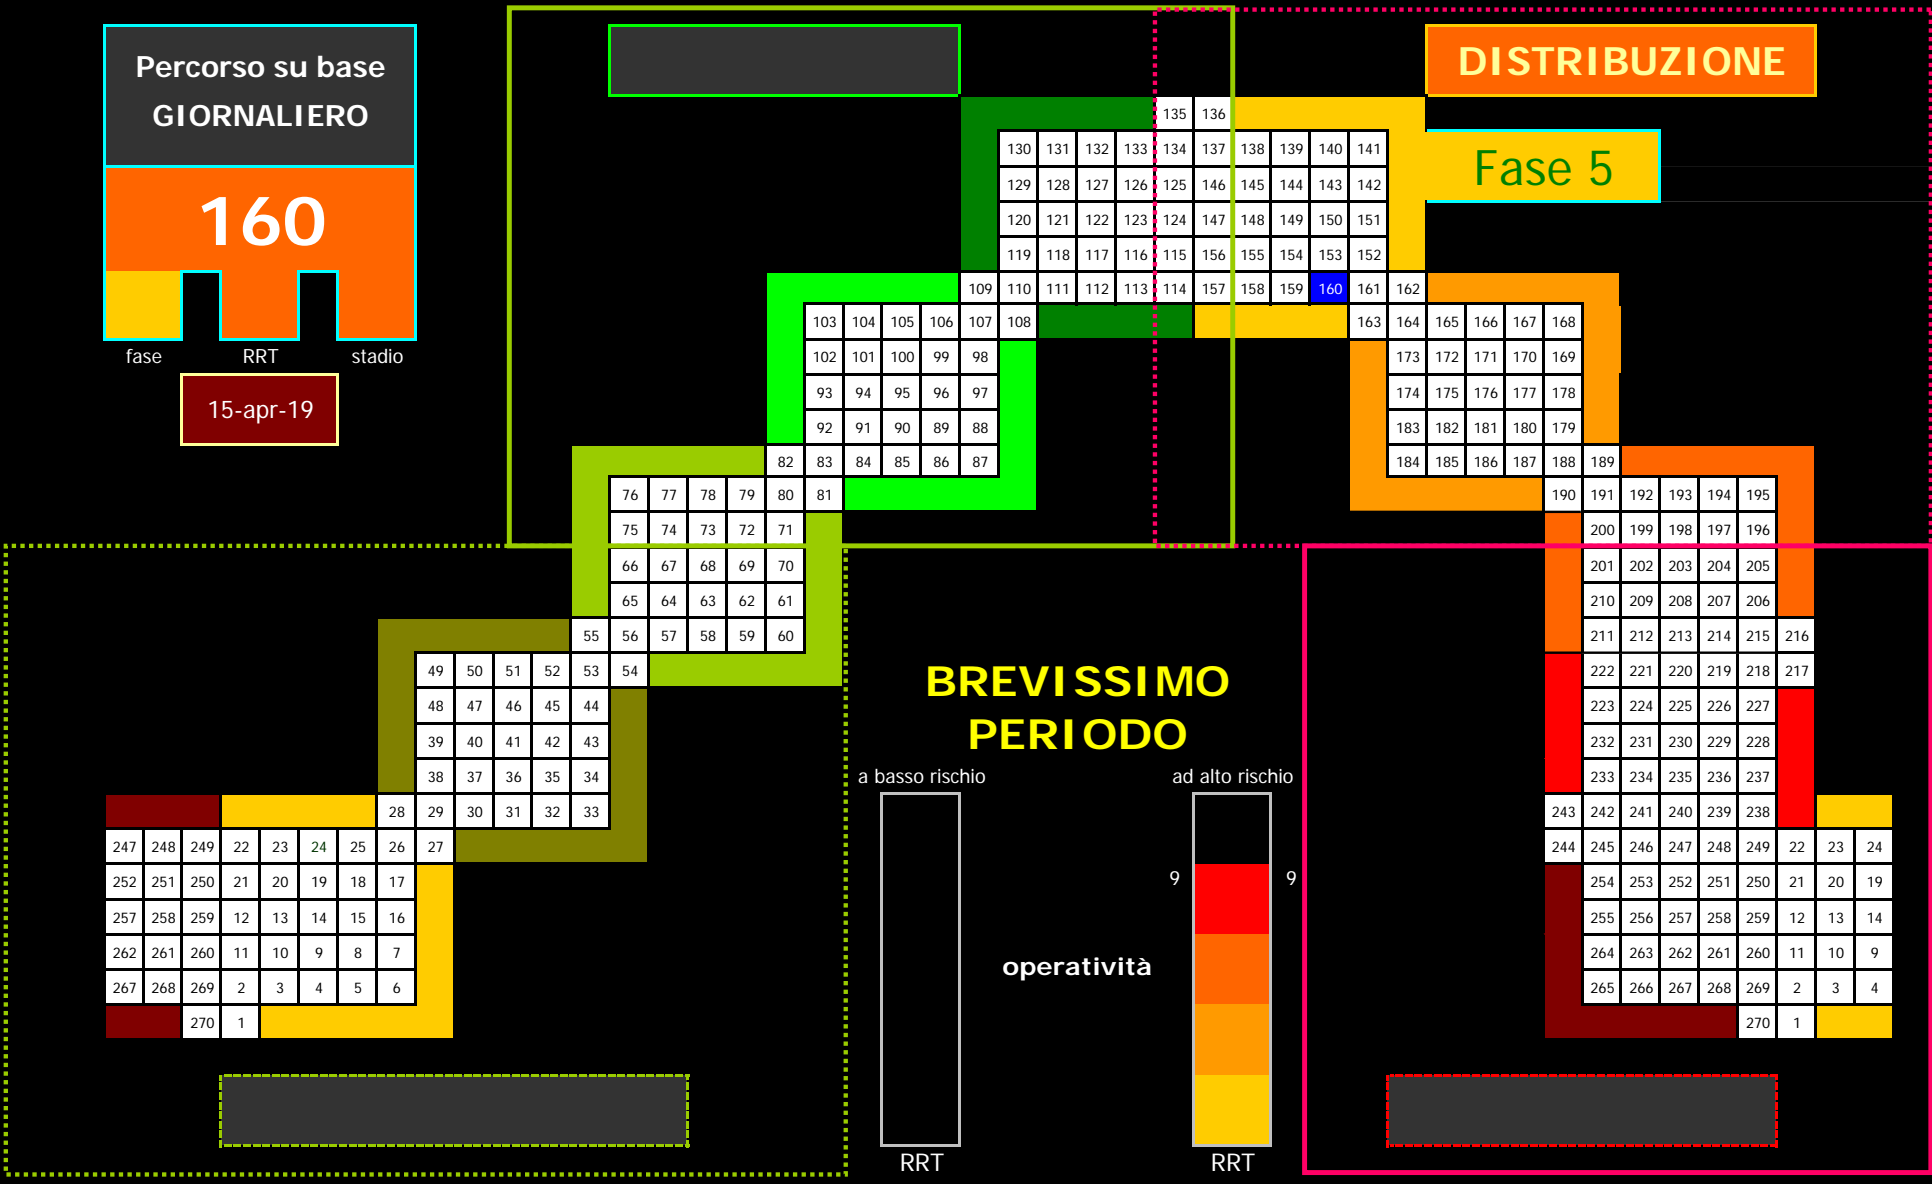 Percorso su base
GIORNALIERO
160
fase RRT stadio
15-apr-19
DISTRIBUZIONE
Fase 5
135 136
130 131 132 133 134 137 138 139 140 141
129 128 127 126 125 146 145 144 143 142
120 121 122 123 124 147 148 149 150 151
119 118 117 116 115 156 155 154 153 152
109 110 111 112 113 114 157 158 159 160 161 162
103 104 105 106 107 108 163 164 165 166 167 168
102 101 100 99 98 173 172 171 170 169
93 94 95 96 97 174 175 176 177 178
92 91 90 89 88 183 182 181 180 179
82 83 84 85 86 87 184 185 186 187 188 189
76 77 78 79 80 81 190 191 192 193 194 195
75 74 73 72 71 200 199 198 197 196
66 67 68 69 70 201 202 203 204 205
65 64 63 62 61 210 209 208 207 206
55 56 57 58 59 60 211 212 213 214 215 216
49 50 51 52 53 54 222 221 220 219 218 217
48 47 46 45 44 223 224 225 226 227
39 40 41 42 43 232 231 230 229 228
38 37 36 35 34 233 234 235 236 237
28 29 30 31 32 33 243 242 241 240 239 238
247 248 249 22 23 24 25 26 27 244 245 246 247 248 249 22 23 24
252 251 250 21 20 19 18 17 254 253 252 251 250 21 20 19
257 258 259 12 13 14 15 16 255 256 257 258 259 12 13 14
262 261 260 11 10 9 8 7 264 263 262 261 260 11 10 9
267 268 269 2 3 4 5 6 265 266 267 268 269 2 3 4
270 1 270 1
BREVISSIMO
PERIODO
a basso rischio ad alto rischio
9 9
operatività
RRT RRT